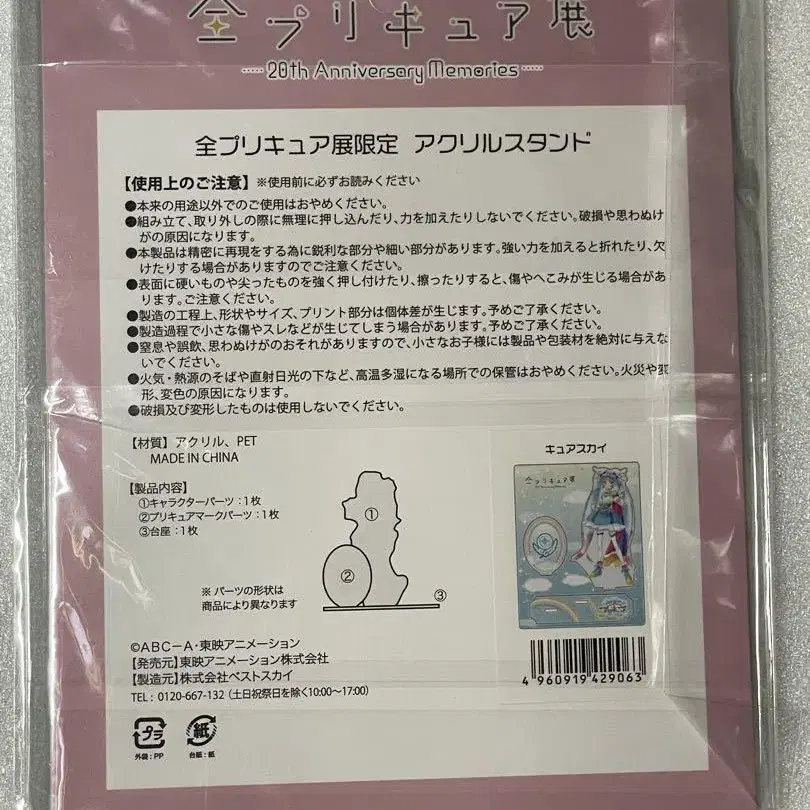 全プリキュア展
20th Anniversary Memories
全プリキュア展限定 アクリルスタンド
【使用上のご注意】 ※使用前に必ずお読みください
●本来の用途以外でのご使用はおやめください。
●組み立て、取り外しの際に無理に押し込んだり、力を加えたりしないでください。破損や思わぬけ
がの原因になります。
●本製品は精密に再現をする為に鋭利な部分や細い部分があります。強い力を加えると折れたり、欠
けたりする場合がありますのでご注意ください。
●表面に硬いものや尖ったものを強く押し付けたり、擦ったりすると、傷やへこみが生じる場合があ
ります。ご注意ください。
●製造の工程上、形状やサイズ、プリント部分は個体差が生じます。予めご了承ください。
●製造過程で小さな傷やスレなどが生じてしまう場合があります。予めご了承ください。
●窒息や誤飲、思わぬけがのおそれがありますので、小さなお子様には製品や包装材を絶対に与えな
いでください。
●火気・熱源のそばや直射日光の下など、高温多湿になる場所での保管はおやめください。火災や変
形、変色の原因になります。
●破損及び変形したものは使用しないでください。
【材質】 アクリル、PET
MADE IN CHINA
【製品内容】
①キャラクターパーツ：1枚
②プリキュアマークパーツ：1枚
③台座：1枚
①
②
③
※ パーツの形状は
商品により異なります
キュアスカイ
全プリキュア展
©ABC-A・東映アニメーション
【発売元】東映アニメーション株式会社
【製造元】株式会社ベストスカイ
TEL : 0120-667-132 (土日祝祭日を除く10:00～17:00)
4 960919 429063
プラ
外袋：PP
紙
台紙：紙